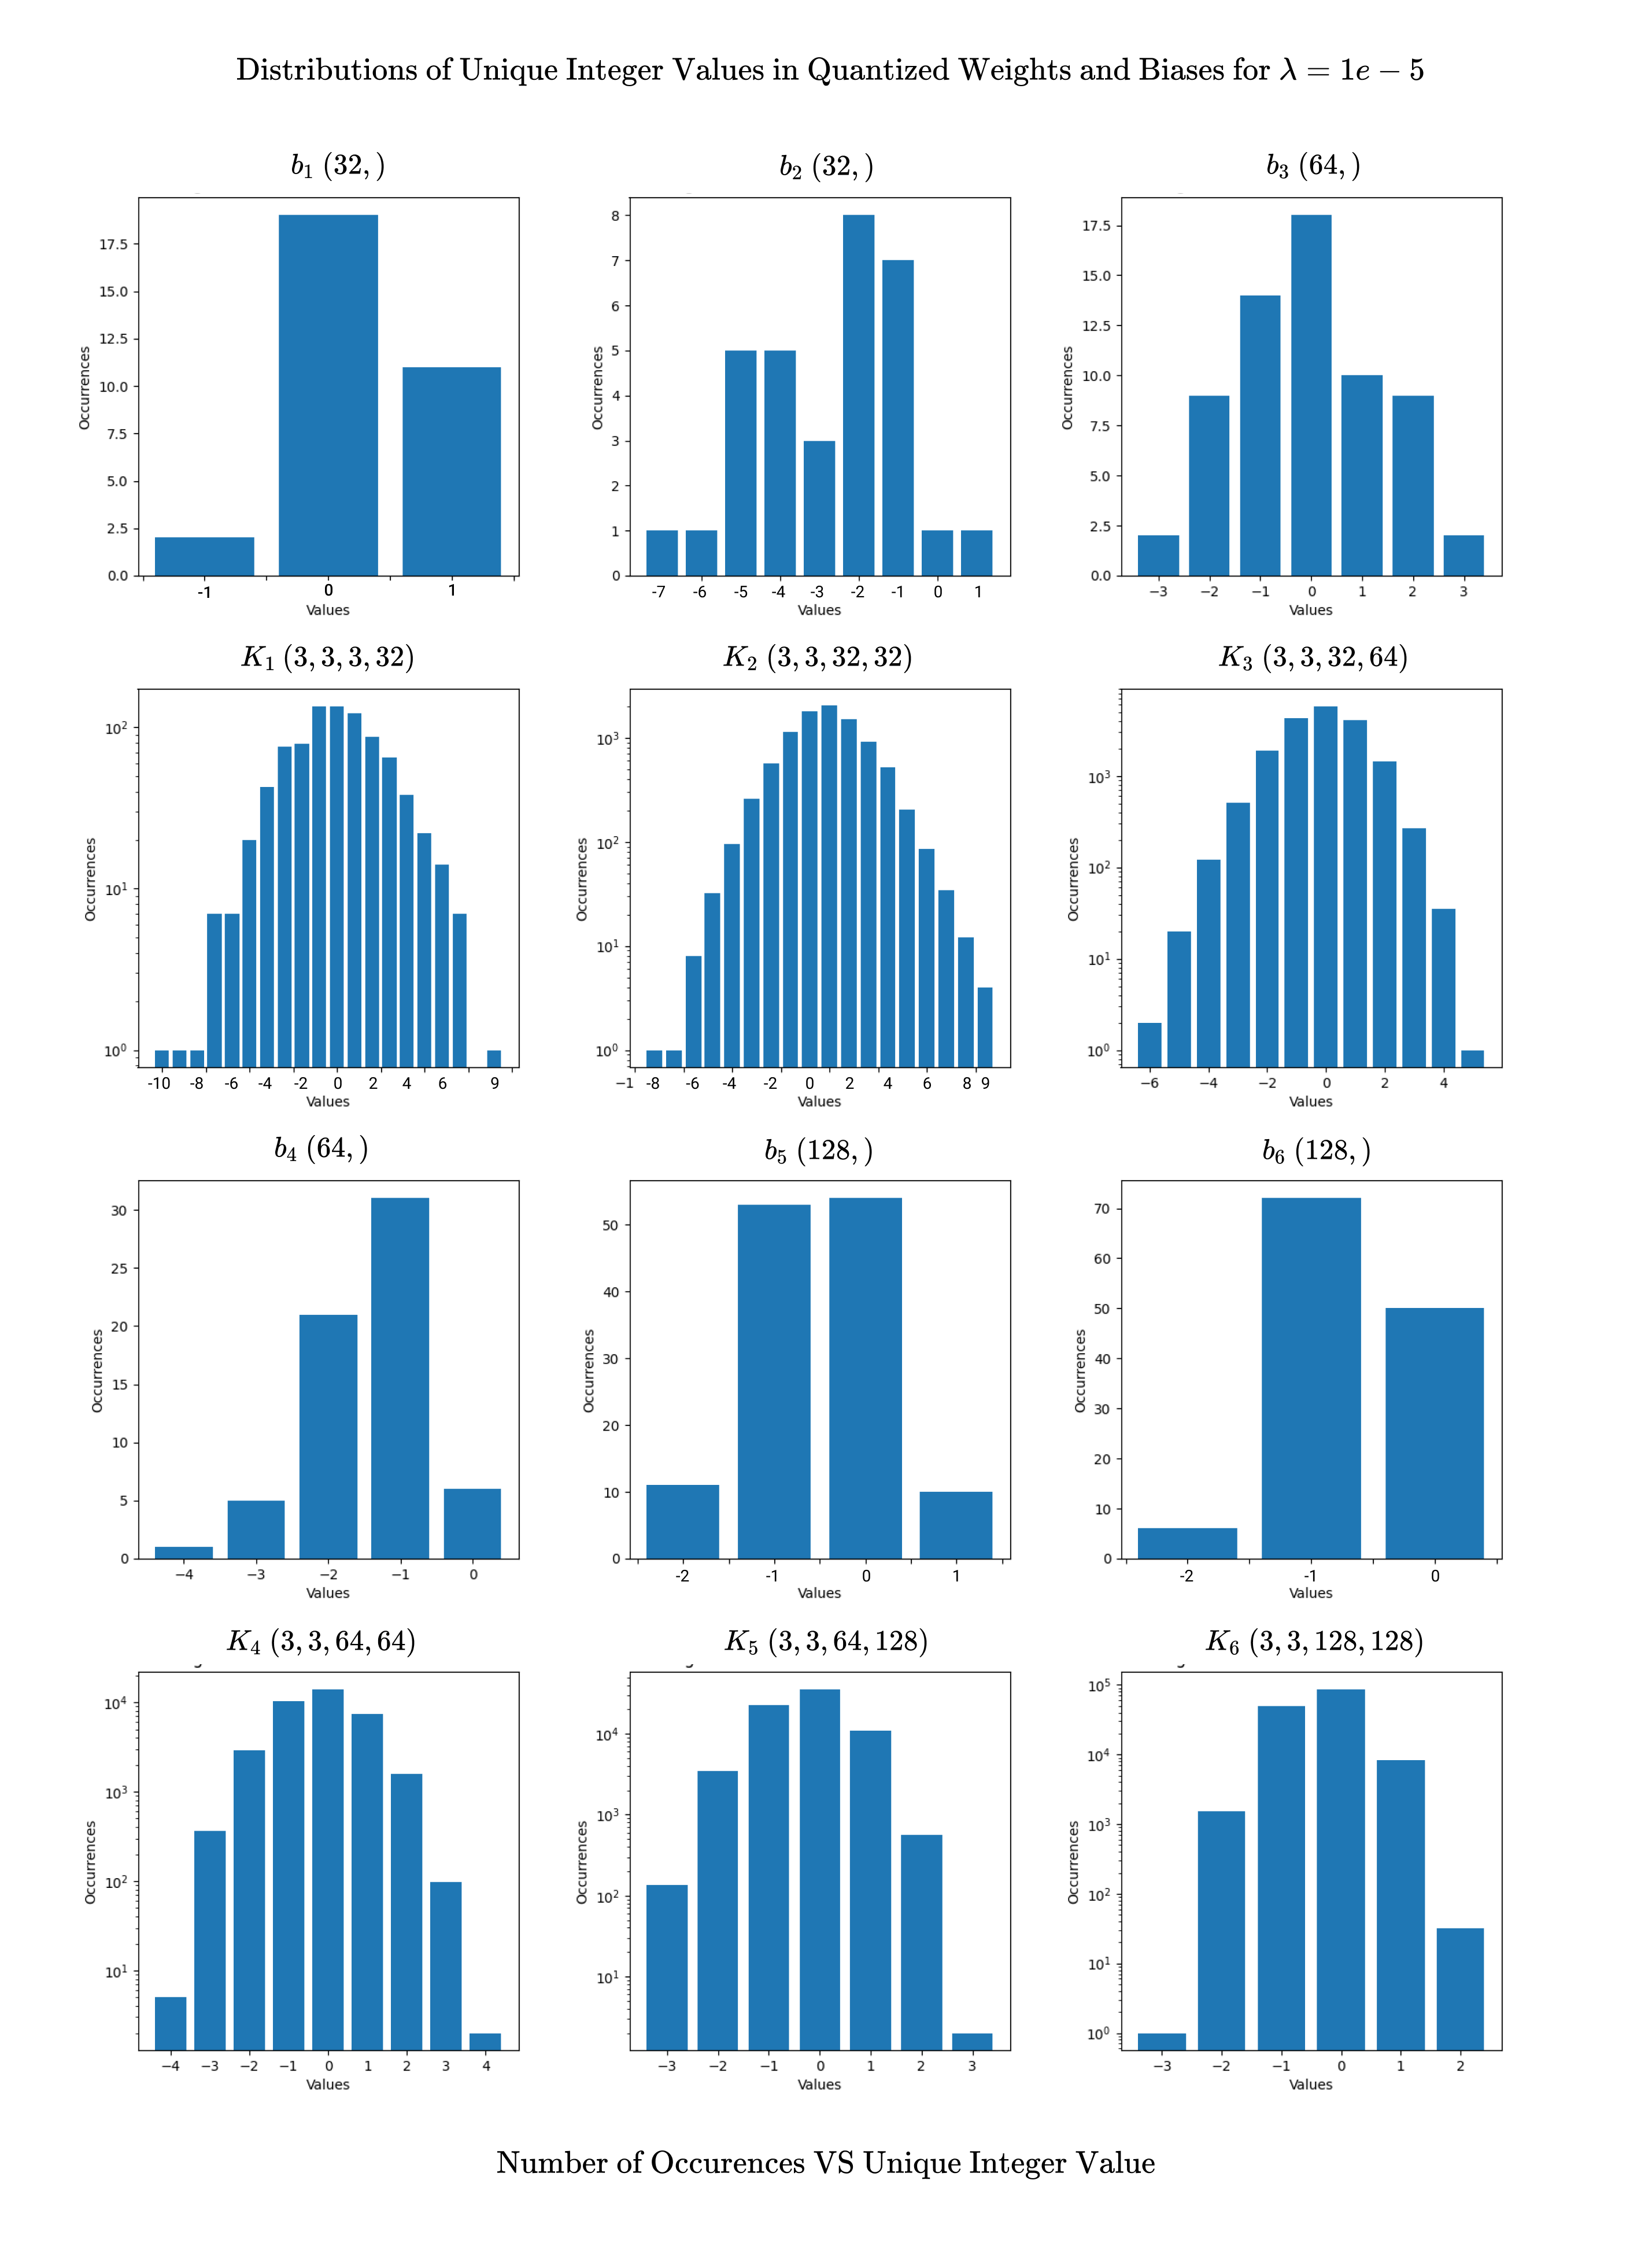 Distributions of Unique Integer Values in Quantized Weights and Biases for λ = 1e − 5
b₁ (32, )
b₂ (32, )
b₃ (64, )
Occurrences
17.5
15.0
12.5
10.0
7.5
5.0
2.5
0.0
-1 0 1
Values
Occurrences
8
7
6
5
4
3
2
1
0
-7 -6 -5 -4 -3 -2 -1 0 1
Values
Occurrences
17.5
15.0
12.5
10.0
7.5
5.0
2.5
0.0
−3 −2 −1 0 1 2 3
Values
K₁ (3, 3, 3, 32)
K₂ (3, 3, 32, 32)
K₃ (3, 3, 32, 64)
Occurrences
10²
10¹
10⁰
-10 -8 -6 -4 -2 0 2 4 6 9
Values
Occurrences
10³
10²
10¹
10⁰
−1 -8 -6 -4 -2 0 2 4 6 8 9
Values
Occurrences
10³
10²
10¹
10⁰
−6 −4 −2 0 2 4
Values
b₄ (64, )
b₅ (128, )
b₆ (128, )
Occurrences
30
25
20
15
10
5
0
−4 −3 −2 −1 0
Values
Occurrences
50
40
30
20
10
0
-2 -1 0 1
Values
Occurrences
70
60
50
40
30
20
10
0
-2 -1 0
Values
K₄ (3, 3, 64, 64)
K₅ (3, 3, 64, 128)
K₆ (3, 3, 128, 128)
Occurrences
10⁴
10³
10²
10¹
−4 −3 −2 −1 0 1 2 3 4
Values
Occurrences
10⁴
10³
10²
10¹
−3 −2 −1 0 1 2 3
Values
Occurrences
10⁵
10⁴
10³
10²
10¹
10⁰
−3 −2 −1 0 1 2
Values
Number of Occurences VS Unique Integer Value